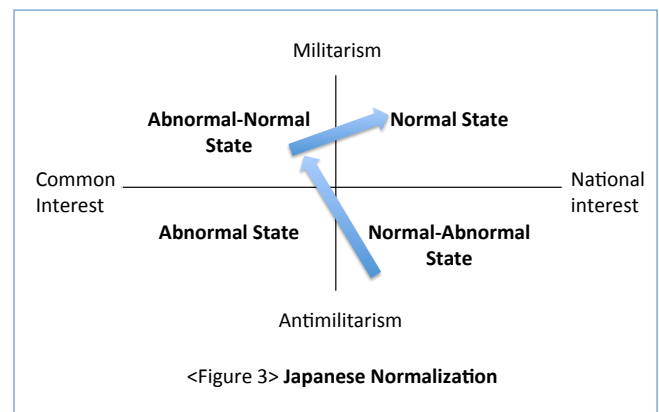 Militarism
Abnormal-Normal
State
Normal State
Common
Interest
National
interest
Abnormal State
Normal-Abnormal
State
Antimilitarism
<Figure 3> Japanese Normalization